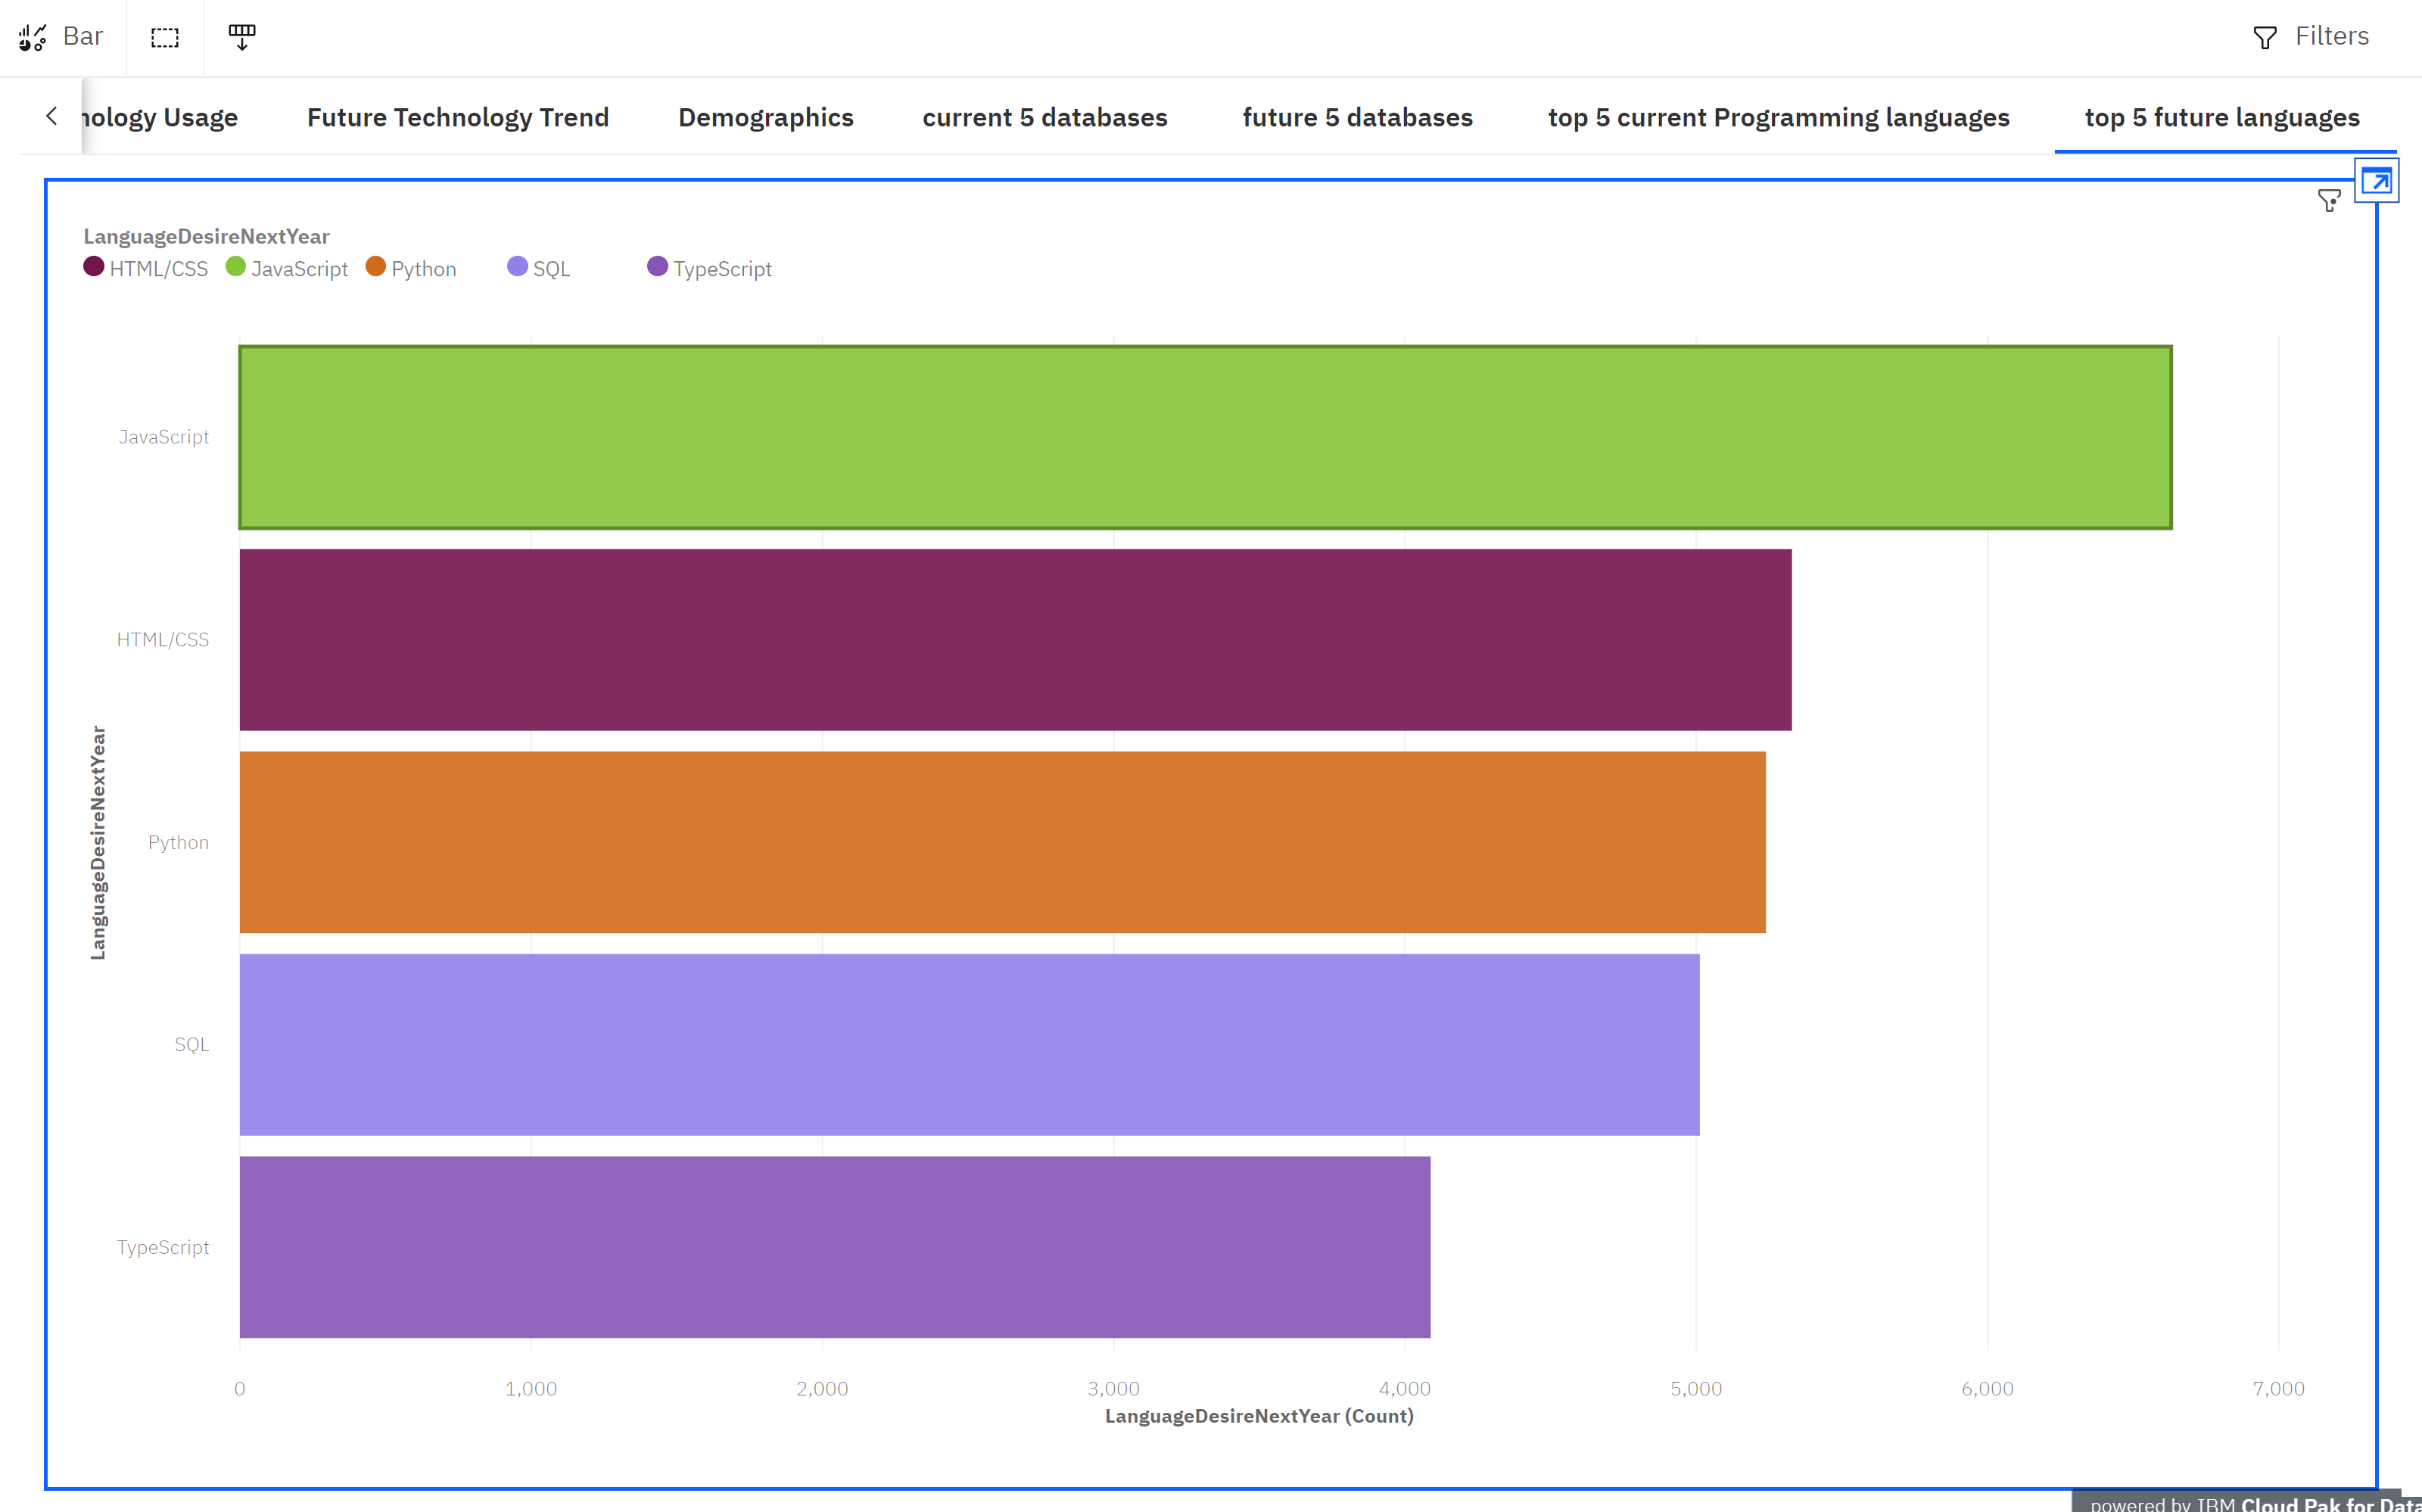 Bar
Filters
nology Usage
Future Technology Trend
Demographics
current 5 databases
future 5 databases
top 5 current Programming languages
top 5 future languages
LanguageDesireNextYear
HTML/CSS
JavaScript
Python
SQL
TypeScript
LanguageDesireNextYear
JavaScript
HTML/CSS
Python
SQL
TypeScript
0
1,000
2,000
3,000
4,000
5,000
6,000
7,000
LanguageDesireNextYear (Count)
powered by IBM Cloud Pak for Data